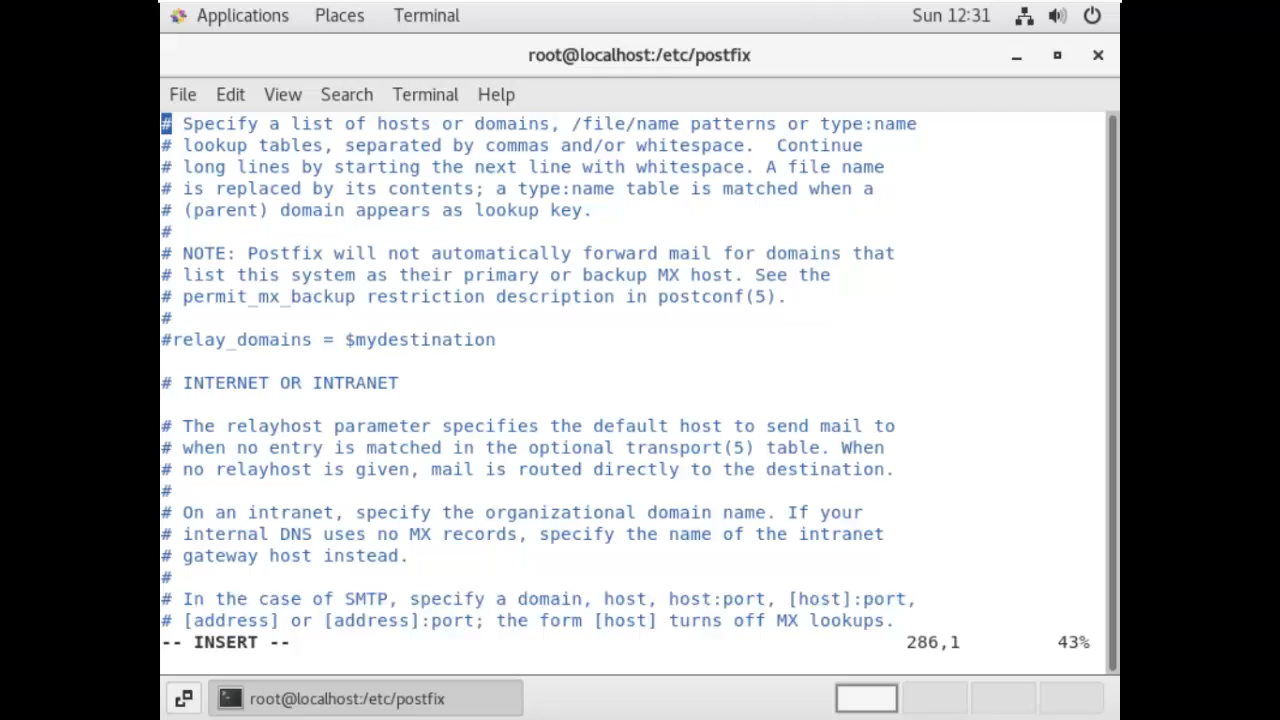 Applications Places Terminal Sun 12:31
root@localhost:/etc/postfix
File Edit View Search Terminal Help
# Specify a list of hosts or domains, /file/name patterns or type:name
# lookup tables, separated by commas and/or whitespace.  Continue
# long lines by starting the next line with whitespace. A file name
# is replaced by its contents; a type:name table is matched when a
# (parent) domain appears as lookup key.
#
# NOTE: Postfix will not automatically forward mail for domains that
# list this system as their primary or backup MX host. See the
# permit_mx_backup restriction description in postconf(5).
#
#relay_domains = $mydestination
# INTERNET OR INTRANET
# The relayhost parameter specifies the default host to send mail to
# when no entry is matched in the optional transport(5) table. When
# no relayhost is given, mail is routed directly to the destination.
#
# On an intranet, specify the organizational domain name. If your
# internal DNS uses no MX records, specify the name of the intranet
# gateway host instead.
#
# In the case of SMTP, specify a domain, host, host:port, [host]:port,
# [address] or [address]:port; the form [host] turns off MX lookups.
-- INSERT -- 286,1 43%
root@localhost:/etc/postfix